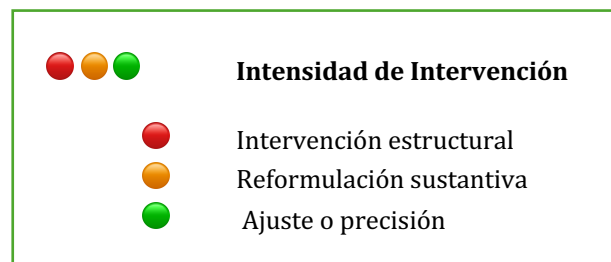 Intensidad de Intervención
Intervención estructural
Reformulación sustantiva
Ajuste o precisión